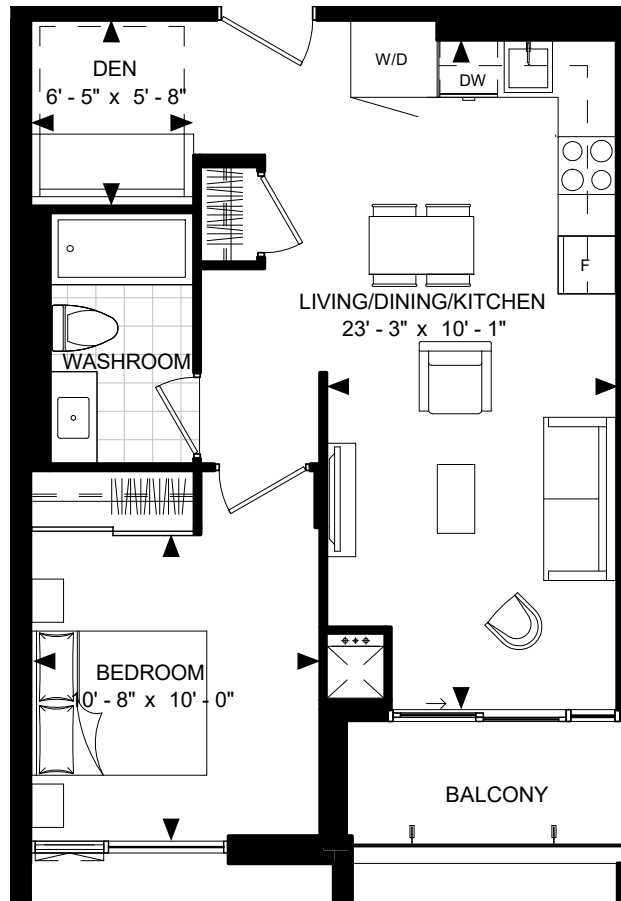 W/D
DW
DEN
6' - 5" x 5' - 8"
F
LIVING/DINING/KITCHEN
23' - 3" x 10' - 1"
WASHROOM
BEDROOM
10' - 8" x 10' - 0"
BALCONY